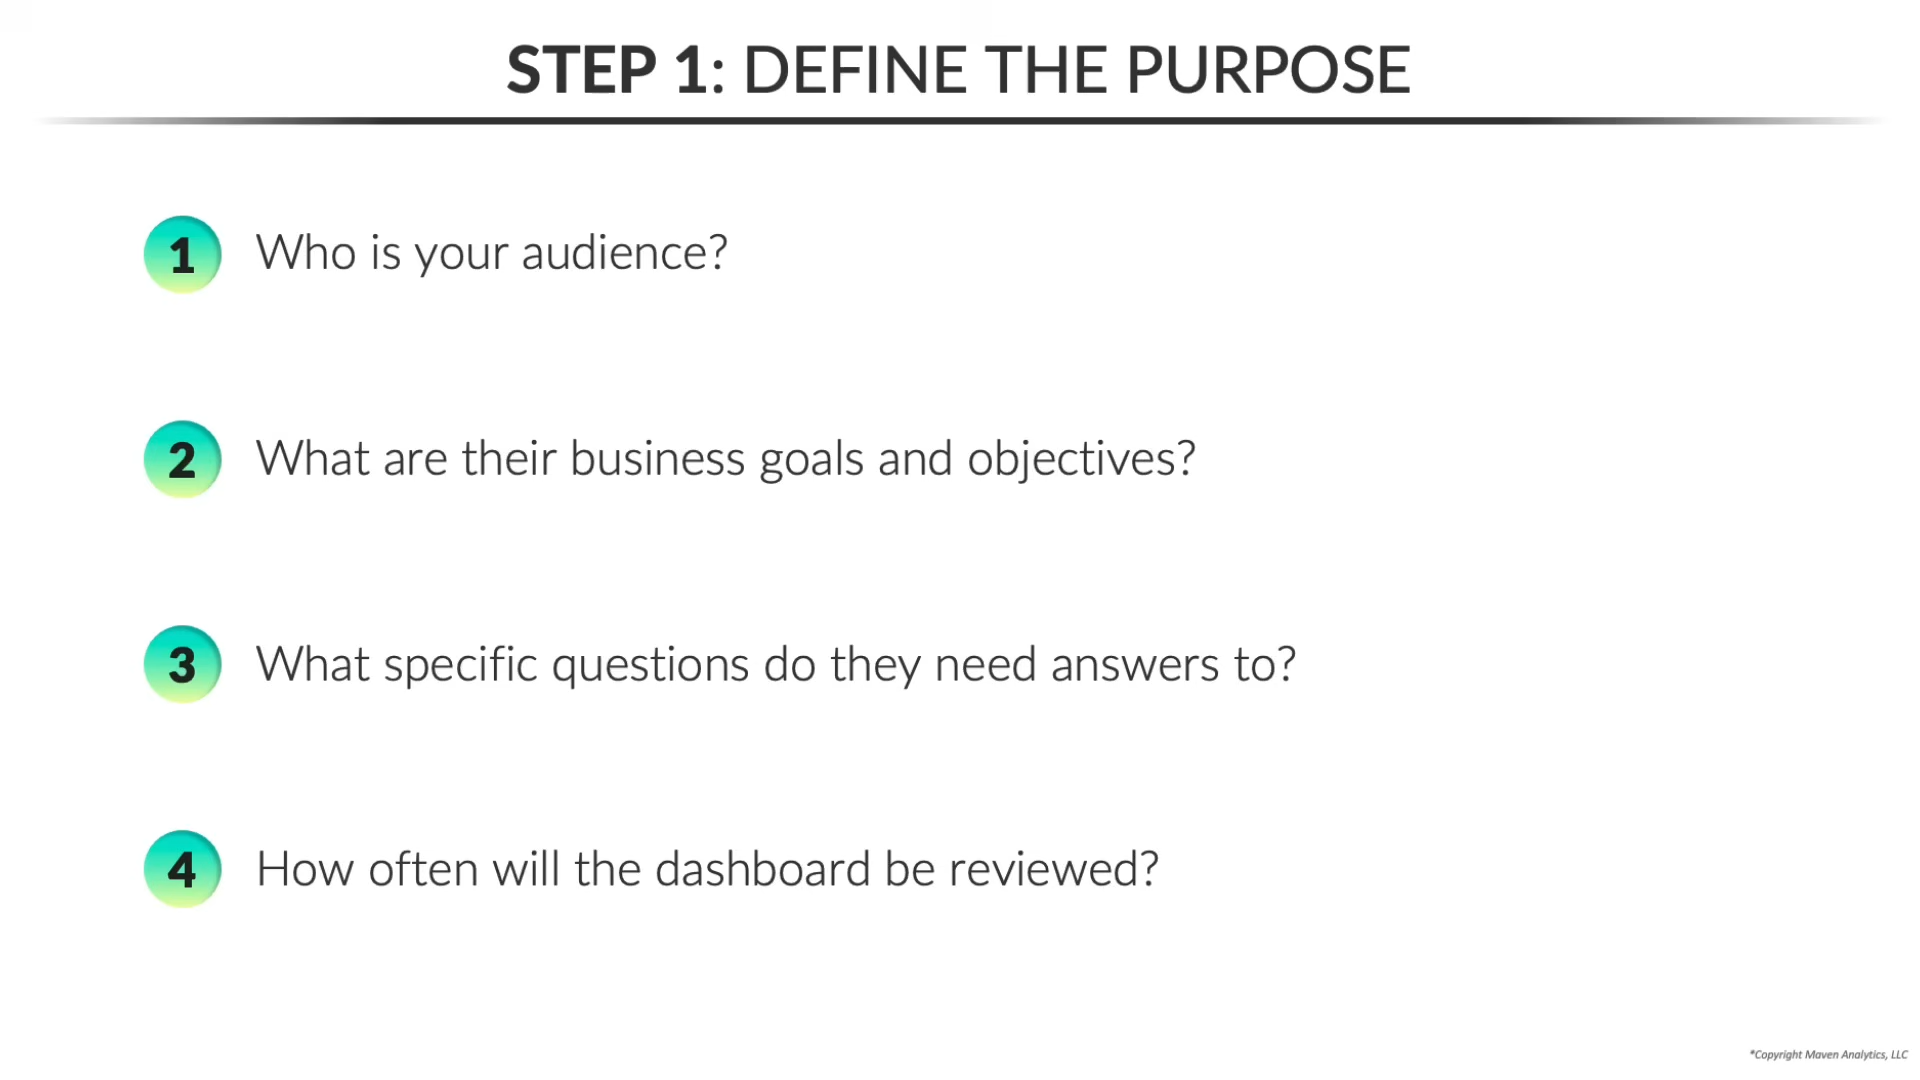 STEP 1: DEFINE THE PURPOSE
1 Who is your audience?
2 What are their business goals and objectives?
3 What specific questions do they need answers to?
4 How often will the dashboard be reviewed?
*Copyright Maven Analytics, LLC